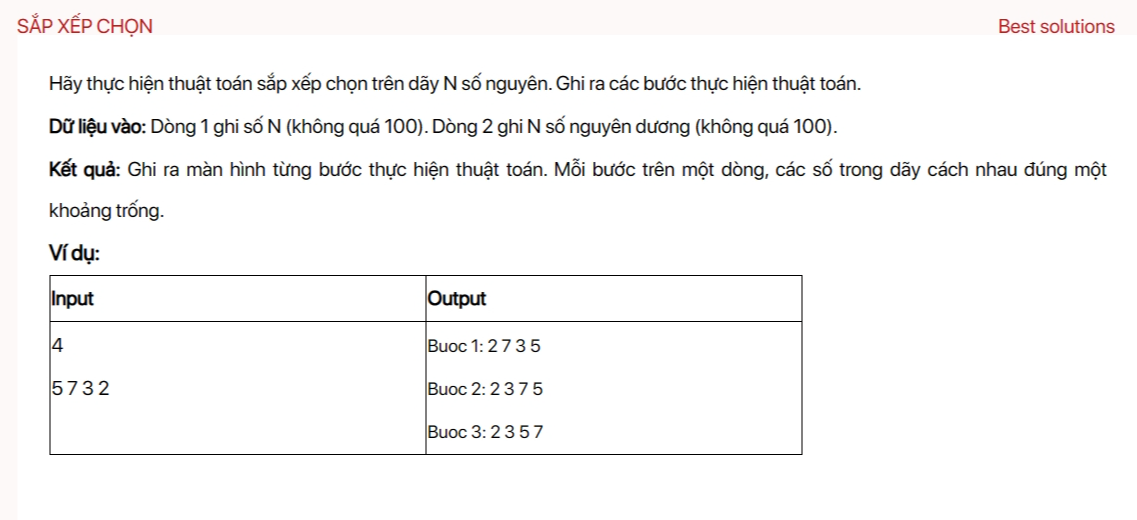 SẮP XẾP CHỌN Best solutions
Hãy thực hiện thuật toán sắp xếp chọn trên dãy N số nguyên. Ghi ra các bước thực hiện thuật toán.
Dữ liệu vào: Dòng 1 ghi số N (không quá 100). Dòng 2 ghi N số nguyên dương (không quá 100).
Kết quả: Ghi ra màn hình từng bước thực hiện thuật toán. Mỗi bước trên một dòng, các số trong dãy cách nhau đúng một
khoảng trống.
Ví dụ:
Input Output
4 Buoc 1: 2 7 3 5
5 7 3 2 Buoc 2: 2 3 7 5
Buoc 3: 2 3 5 7